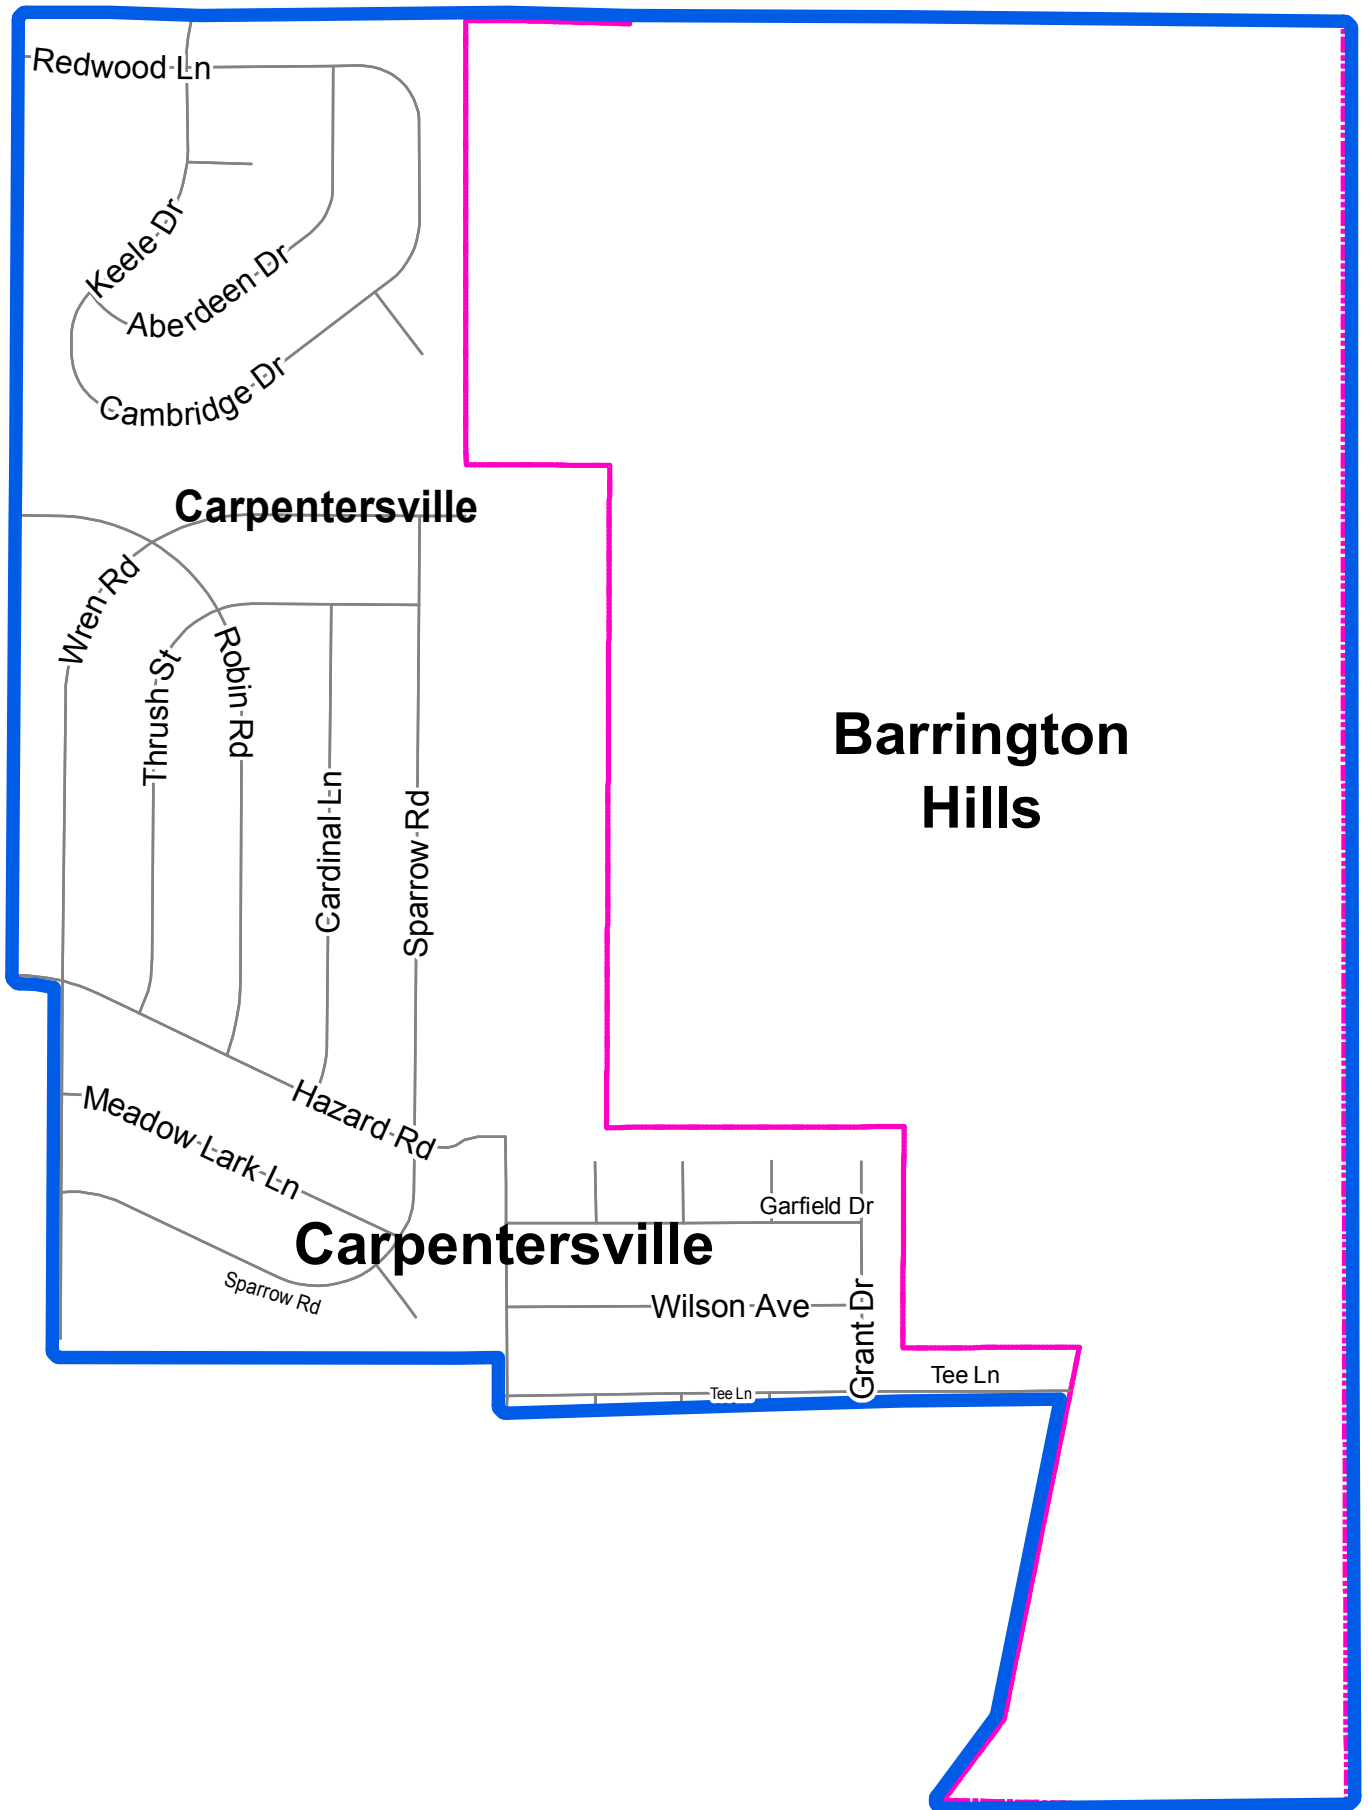 Redwood Ln
Keele Dr
Aberdeen Dr
Cambridge Dr
Carpentersville
Wren Rd
Thrush St
Robin Rd
Cardinal Ln
Sparrow Rd
Barrington
Hills
Hazard Rd
Meadow Lark Ln
Garfield Dr
Carpentersville
Sparrow Rd
Wilson Ave
Grant Dr
Tee Ln
Tee Ln